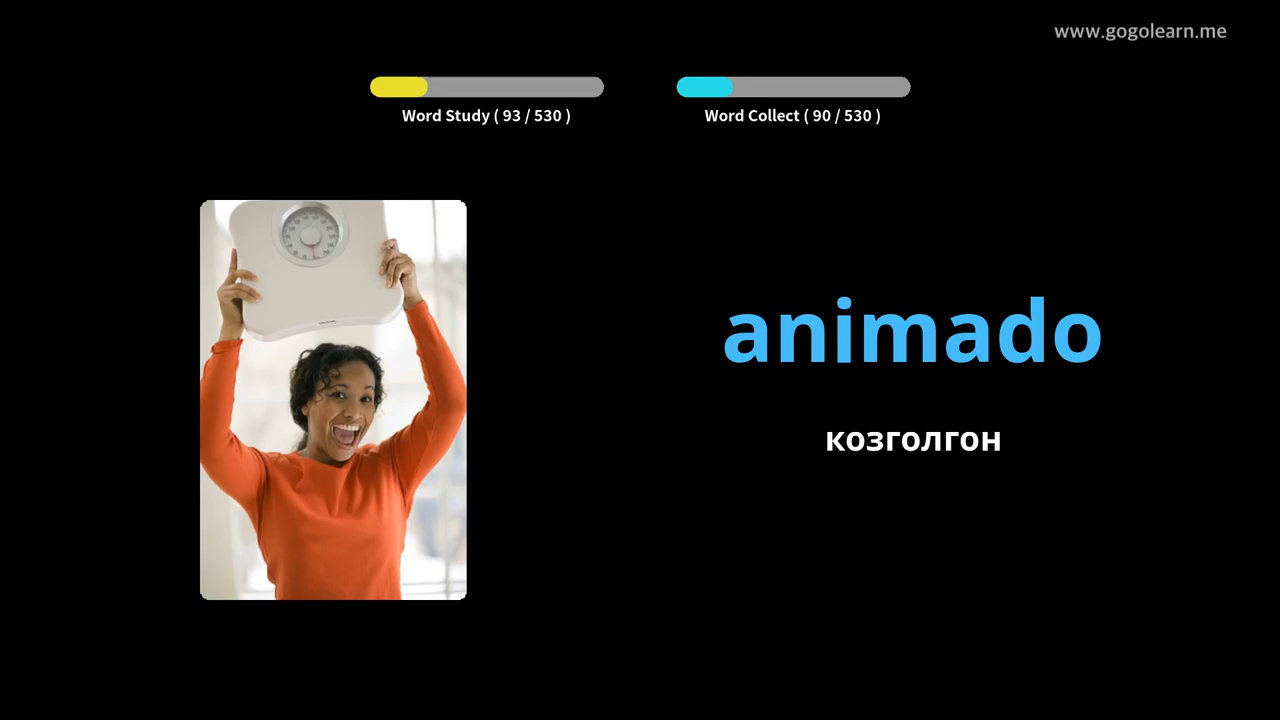 www.gogolearn.me
Word Study ( 93 / 530 )
Word Collect ( 90 / 530 )
animado
козголгон